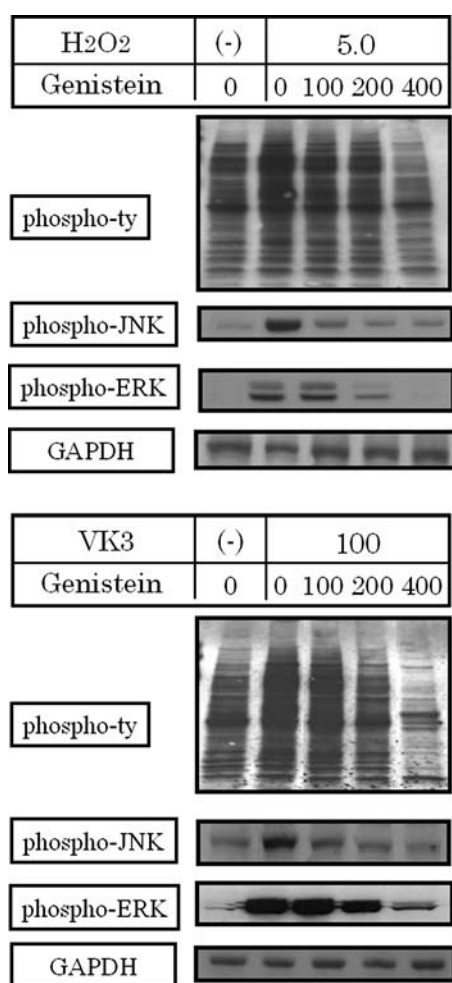 H2O2 (-) 5.0
Genistein 0 0 100 200 400
phospho-ty
phospho-JNK
phospho-ERK
GAPDH
VK3 (-) 100
Genistein 0 0 100 200 400
phospho-ty
phospho-JNK
phospho-ERK
GAPDH